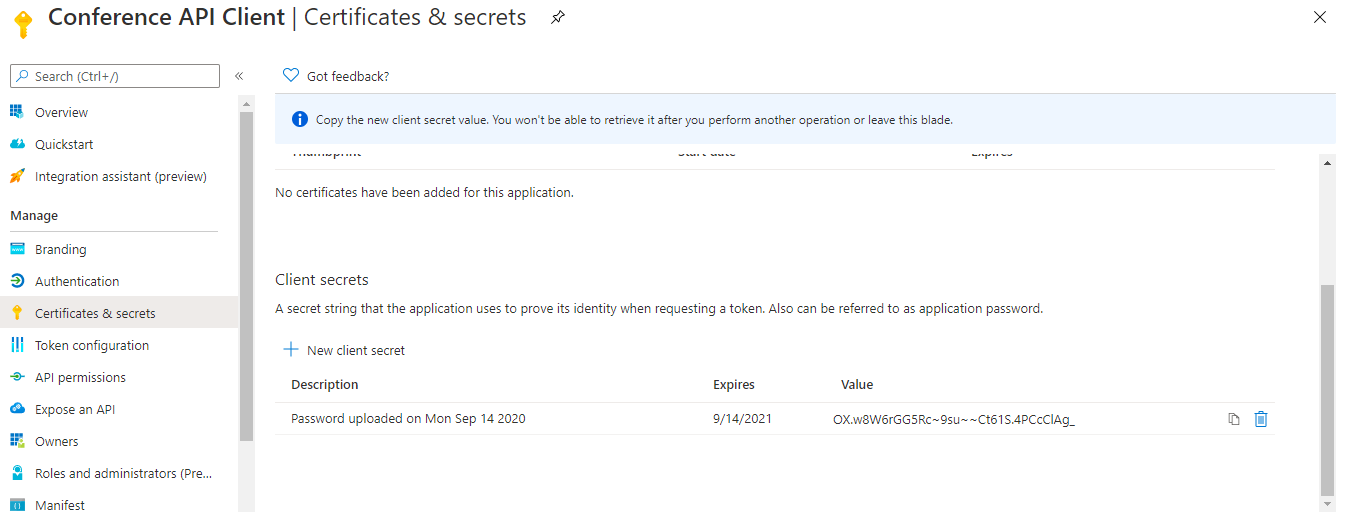 Conference API Client | Certificates & secrets
Search (Ctrl+/)
«
Got feedback?
Overview
Copy the new client secret value. You won't be able to retrieve it after you perform another operation or leave this blade.
Quickstart
Thumbprint Start date Expires
Integration assistant (preview)
No certificates have been added for this application.
Manage
Branding
Authentication
Client secrets
Certificates & secrets
A secret string that the application uses to prove its identity when requesting a token. Also can be referred to as application password.
Token configuration
New client secret
API permissions
Description Expires Value
Expose an API
Password uploaded on Mon Sep 14 2020 9/14/2021 OX.w8W6rGG5Rc~9su~~Ct61S.4PCcClAg_
Owners
Roles and administrators (Pre...
Manifest